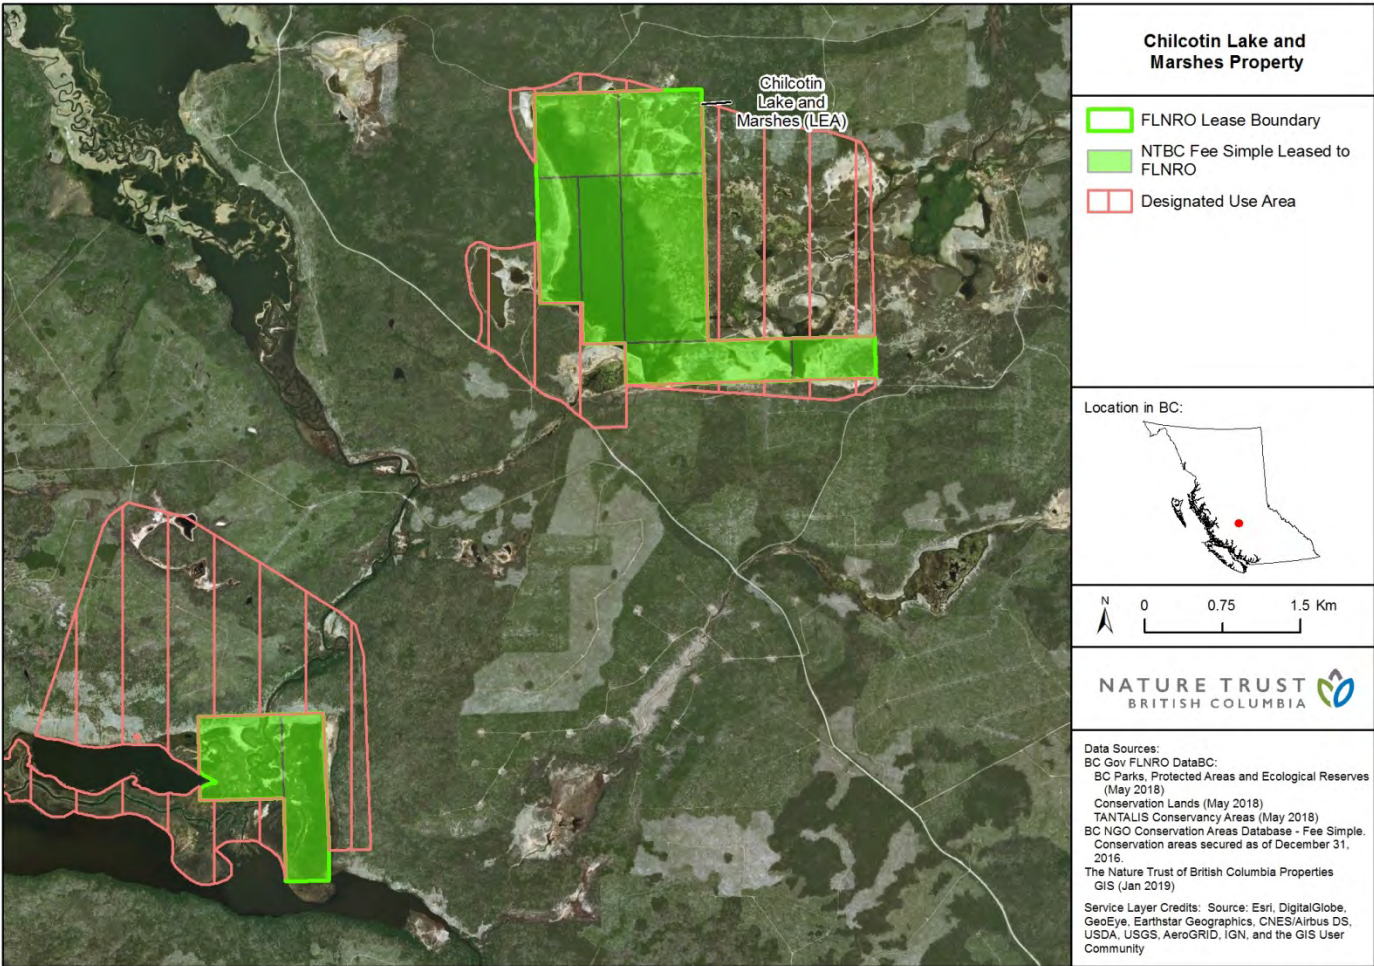 Chilcotin
Lake and
Marshes (LEA)
Chilcotin Lake and
Marshes Property
FLNRO Lease Boundary
NTBC Fee Simple Leased to
FLNRO
Designated Use Area
Location in BC:
N
0 0.75 1.5 Km
NATURE TRUST
BRITISH COLUMBIA
Data Sources:
BC Gov FLNRO DataBC:
BC Parks, Protected Areas and Ecological Reserves
(May 2018)
Conservation Lands (May 2018)
TANTALIS Conservancy Areas (May 2018)
BC NGO Conservation Areas Database - Fee Simple.
Conservation areas secured as of December 31,
2016.
The Nature Trust of British Columbia Properties
GIS (Jan 2019)
Service Layer Credits: Source: Esri, DigitalGlobe,
GeoEye, Earthstar Geographics, CNES/Airbus DS,
USDA, USGS, AeroGRID, IGN, and the GIS User
Community